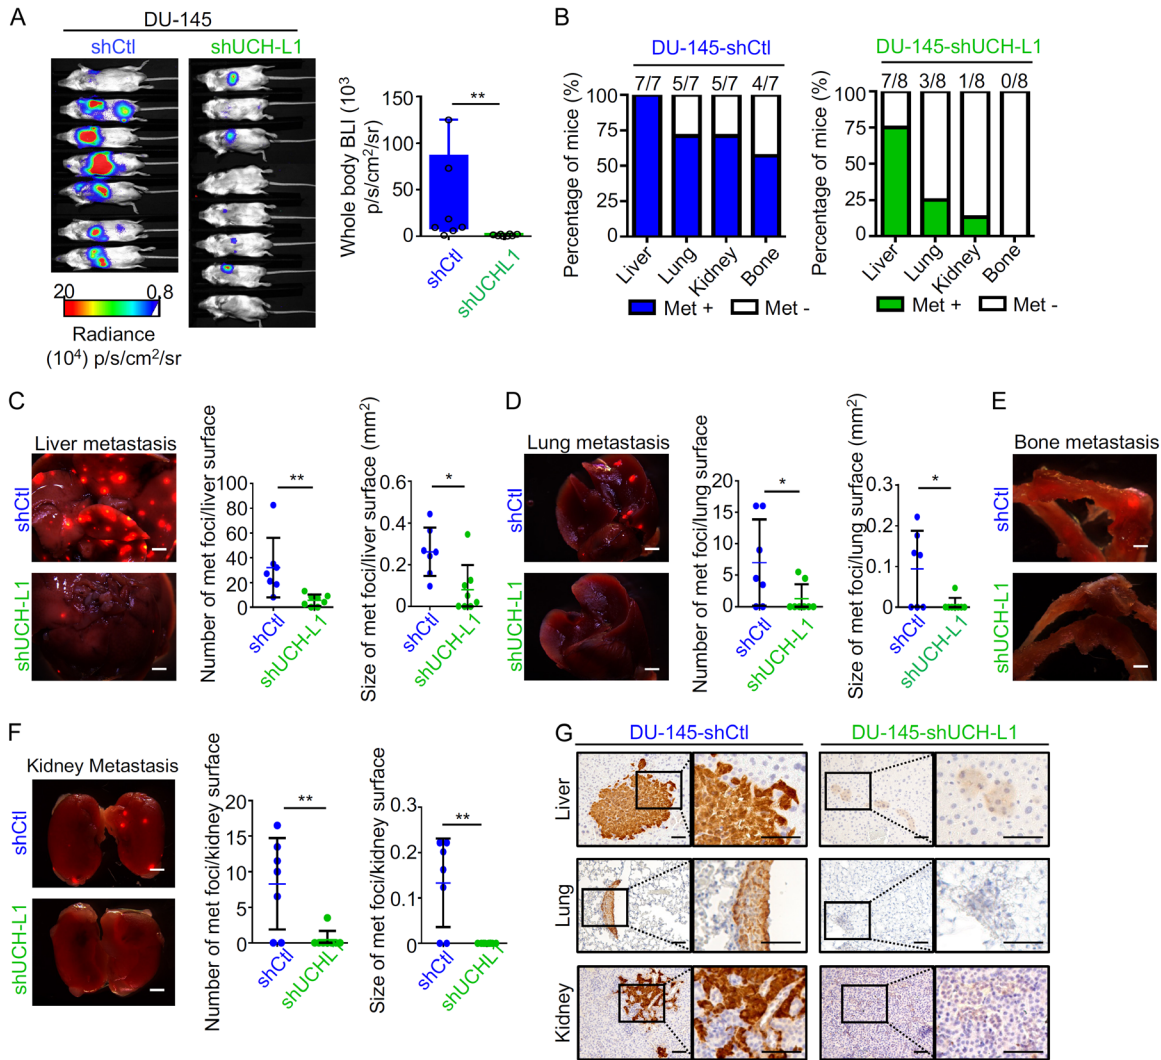 A
DU-145
shCtl
shUCH-L1
20
0.8
Radiance
(10⁴) p/s/cm²/sr
Whole body BLI (10³
p/s/cm²/sr)
150
100
50
0
**
shCtl
shUCHL1
B
DU-145-shCtl
7/7 5/7 5/7 4/7
Percentage of mice (%)
100
75
50
25
0
Liver
Lung
Kidney
Bone
Met +
Met -
DU-145-shUCH-L1
7/8 3/8 1/8 0/8
Percentage of mice (%)
100
75
50
25
0
Liver
Lung
Kidney
Bone
Met +
Met -
C
Liver metastasis
shCtl
shUCH-L1
Number of met foci/liver surface
100
80
60
40
20
0
**
shCtl
shUCH-L1
Size of met foci/liver surface (mm²)
0.6
0.4
0.2
0.0
*
shCtl
shUCH-L1
D
Lung metastasis
shCtl
shUCH-L1
Number of met foci/lung surface
20
15
10
5
0
*
shCtl
shUCH-L1
Size of met foci/lung surface (mm²)
0.3
0.2
0.1
0.0
*
shCtl
shUCH-L1
E
Bone metastasis
shCtl
shUCH-L1
F
Kidney Metastasis
shCtl
shUCH-L1
Number of met foci/kidney surface
20
15
10
5
0
**
shCtl
shUCHL1
Size of met foci/kidney surface
0.3
0.2
0.1
0.0
**
shCtl
shUCHL1
G
DU-145-shCtl
DU-145-shUCH-L1
Liver
Lung
Kidney